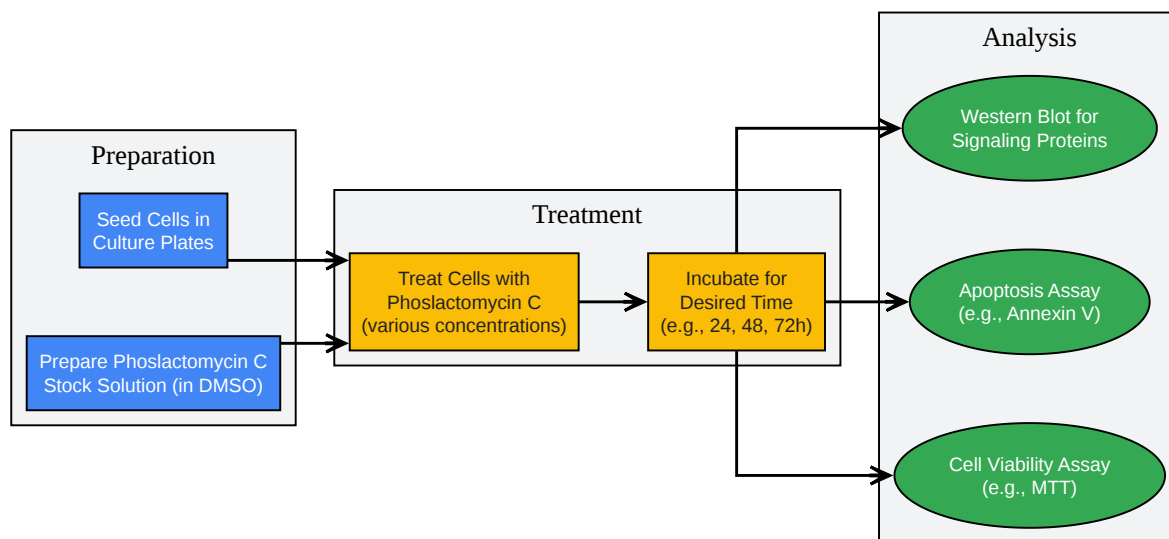 Preparation
Seed Cells in
Culture Plates
Prepare Phoslactomycin C
Stock Solution (in DMSO)
Treatment
Treat Cells with
Phoslactomycin C
(various concentrations)
Incubate for
Desired Time
(e.g., 24, 48, 72h)
Analysis
Western Blot for
Signaling Proteins
Apoptosis Assay
(e.g., Annexin V)
Cell Viability Assay
(e.g., MTT)